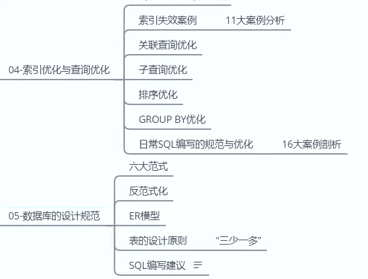 索引失效案例 11大案例分析
关联查询优化
04-索引优化与查询优化 子查询优化
排序优化
GROUP BY优化
日常SQL编写的规范与优化 16大案例剖析
六大范式
反范式化
05-数据库的设计规范 ER模型
表的设计原则 “三少一多”
SQL编写建议